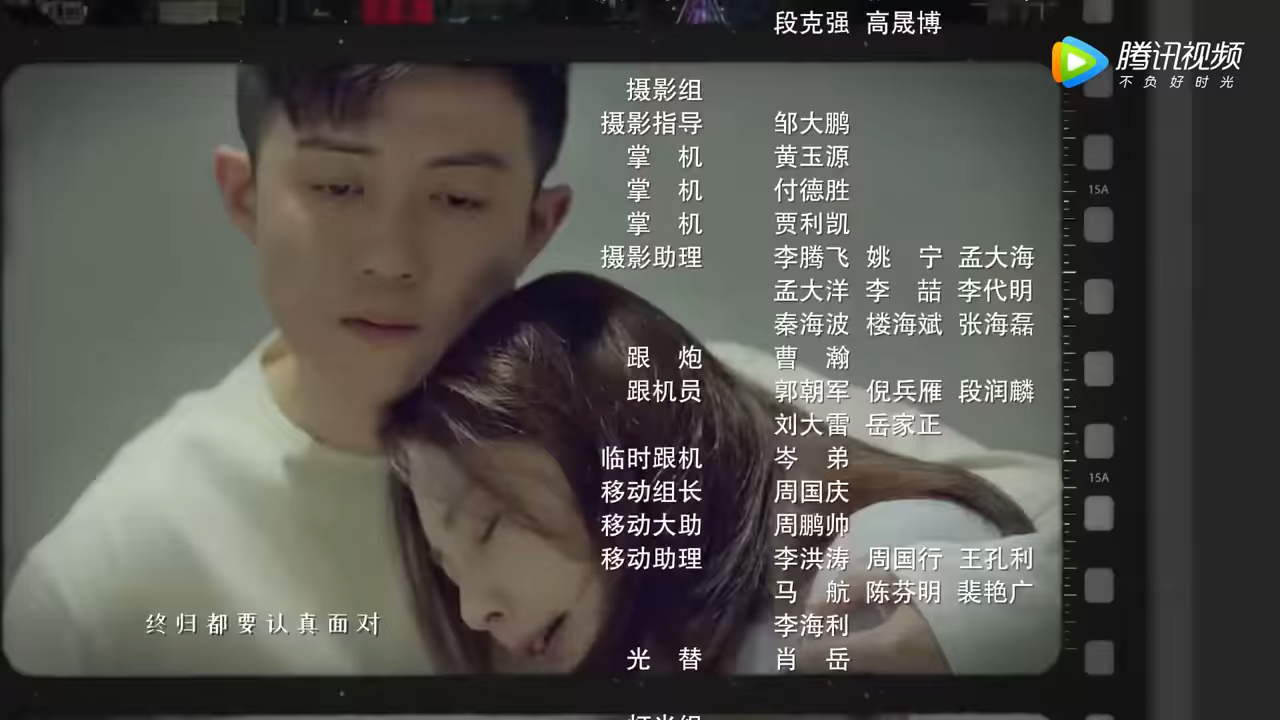 段克强 高晟博
腾讯视频
不负好时光
摄影组
摄影指导 邹大鹏
掌 机 黄玉源
掌 机 付德胜
掌 机 贾利凯
摄影助理 李腾飞 姚 宁 孟大海
15A
孟大洋 李 喆 李代明
秦海波 楼海斌 张海磊
跟 炮 曹 瀚
跟机员 郭朝军 倪兵雁 段润麟
刘大雷 岳家正
临时跟机 岑 弟
15A
移动组长 周国庆
移动大助 周鹏帅
移动助理 李洪涛 周国行 王孔利
马 航 陈芬明 裴艳广
终归都要认真面对
李海利
光 替 肖 岳